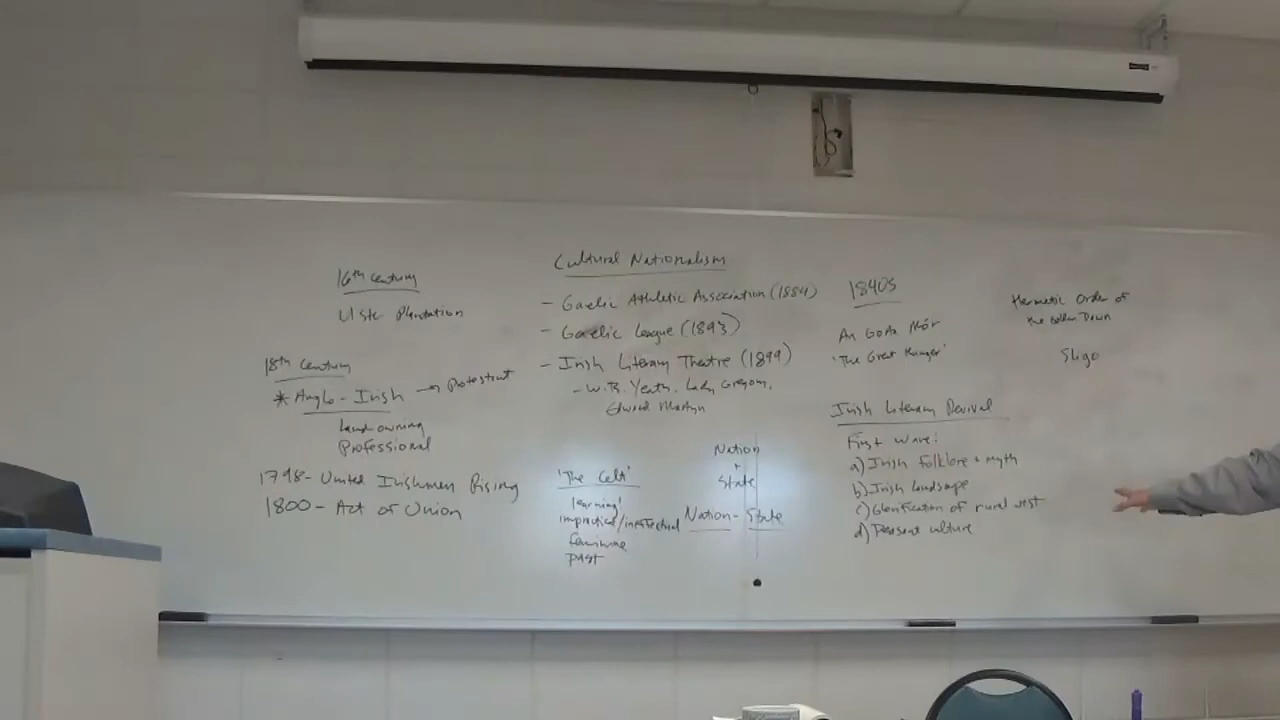 16th Century
Ulster Plantation
18th Century
* Anglo-Irish → Protestant
Landowning
Professional
1798- United Irishmen Rising
1800- Act of Union
Cultural Nationalism
- Gaelic Athletic Association (1884)
- Gaelic League (1893)
- Irish Literary Theatre (1899)
- W.B. Yeats, Lady Gregory,
Edward Martyn
'The Celt'
learning
impractical/ineffectual
feminine
past
Nation
+
State
Nation-State
1840s
An Gorta Mór
'The Great Hunger'
Irish Literary Revival
First Wave:
a) Irish folklore + myth
b) Irish landscape
c) Glorification of rural west
d) Peasant culture
Hermetic Order of
the Golden Dawn
Sligo